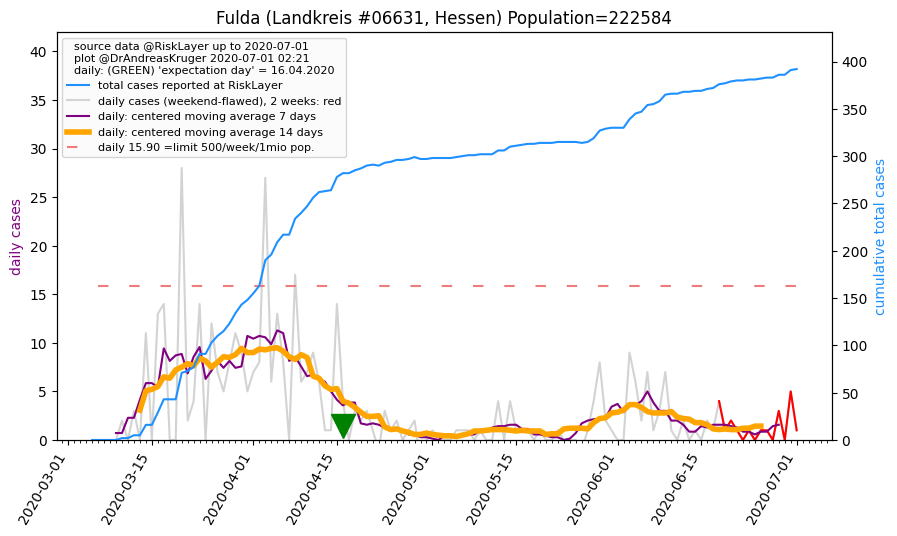 Fulda (Landkreis #06631, Hessen) Population=222584
source data @RiskLayer up to 2020-07-01
plot @DrAndreasKruger 2020-07-01 02:21
daily: (GREEN) 'expectation day' = 16.04.2020
total cases reported at RiskLayer
daily cases (weekend-flawed), 2 weeks: red
daily: centered moving average 7 days
daily: centered moving average 14 days
daily 15.90 =limit 500/week/1mio pop.
daily cases
40
35
30
25
20
15
10
5
0
cumulative total cases
400
350
300
250
200
150
100
50
0
2020-03-01
2020-03-15
2020-04-01
2020-04-15
2020-05-01
2020-05-15
2020-06-01
2020-06-15
2020-07-01